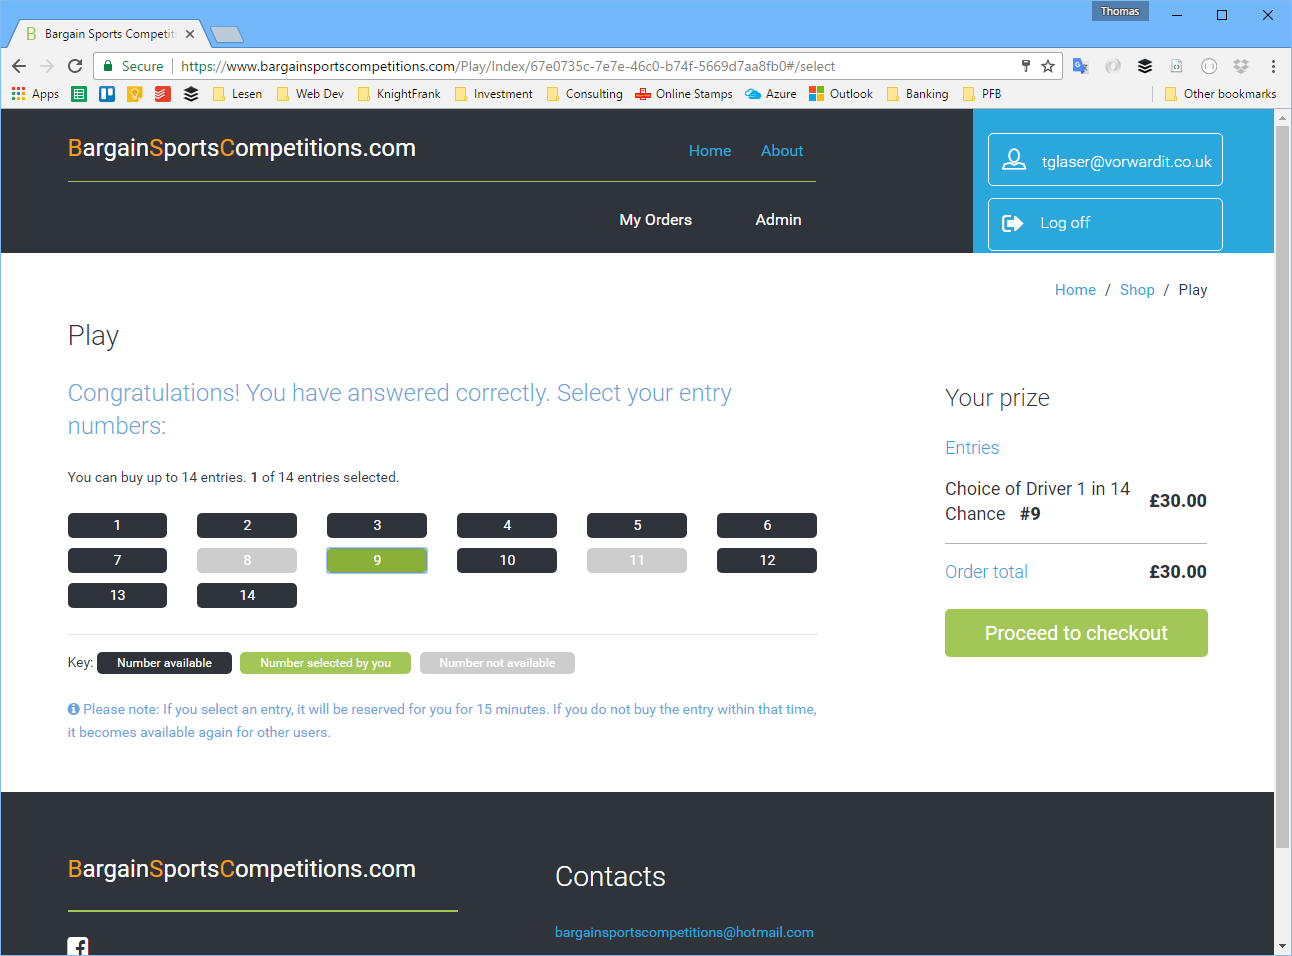 Thomas
Bargain Sports Competiti
Secure https://www.bargainsportscompetitions.com/Play/Index/67e0735c-7e7e-46c0-b74f-5669d7aa8fb0#/select
Apps Lesen Web Dev KnightFrank Investment Consulting Online Stamps Azure Outlook Banking PFB Other bookmarks
BargainSportsCompetitions.com
Home About
tglaser@vorwardit.co.uk
My Orders Admin
Log off
Home / Shop / Play
Play
Congratulations! You have answered correctly. Select your entry
numbers:
You can buy up to 14 entries. 1 of 14 entries selected.
1 2 3 4 5 6
7 8 9 10 11 12
13 14
Key: Number available Number selected by you Number not available
Please note: If you select an entry, it will be reserved for you for 15 minutes. If you do not buy the entry within that time,
it becomes available again for other users.
Your prize
Entries
Choice of Driver 1 in 14
Chance #9 £30.00
Order total £30.00
Proceed to checkout
BargainSportsCompetitions.com
Contacts
bargainsportscompetitions@hotmail.com